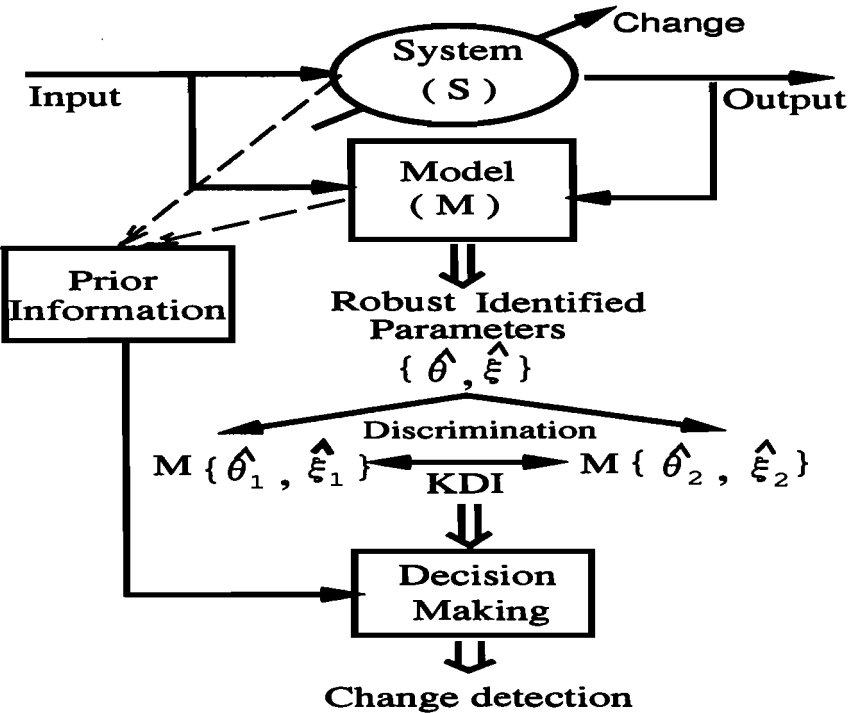 Change
System
( S )
Input
Output
Model
( M )
Prior
Information
Robust Identified
Parameters
{ θ̂ , ξ̂ }
Discrimination
M { θ̂₁ , ξ̂₁ }
M { θ̂₂ , ξ̂₂ }
KDI
Decision
Making
Change detection